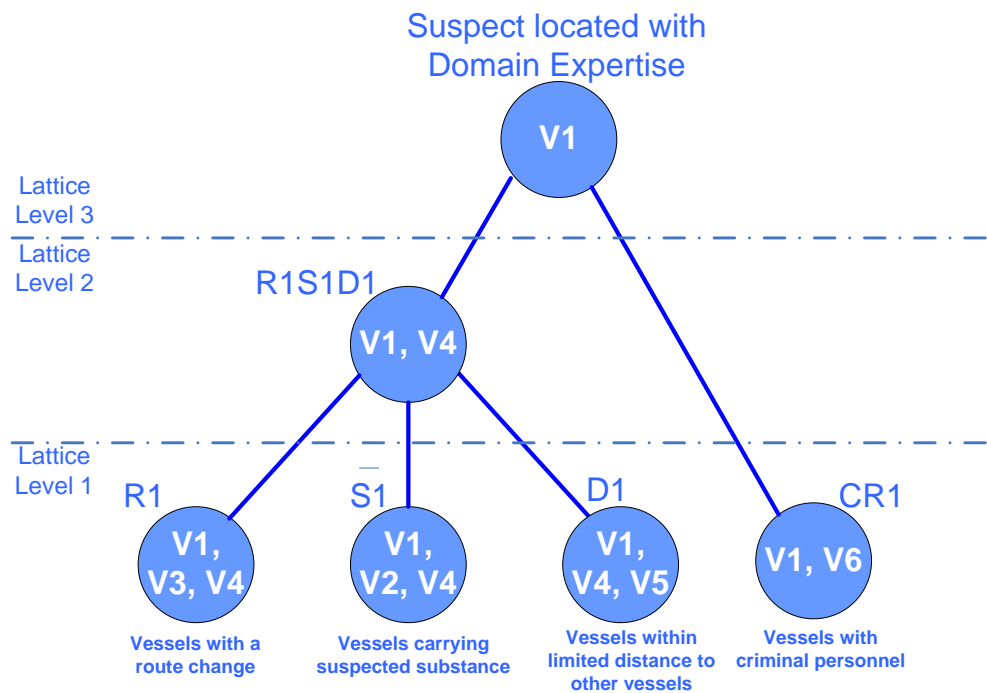 Suspect located with
Domain Expertise
V1
Lattice
Level 3
Lattice
Level 2
R1S1D1
V1, V4
Lattice
Level 1
R1
S̅1
D1
CR1
V1,
V3, V4
V1,
V2, V4
V1,
V4, V5
V1, V6
Vessels with a
route change
Vessels carrying
suspected substance
Vessels within
limited distance to
other vessels
Vessels with
criminal personnel